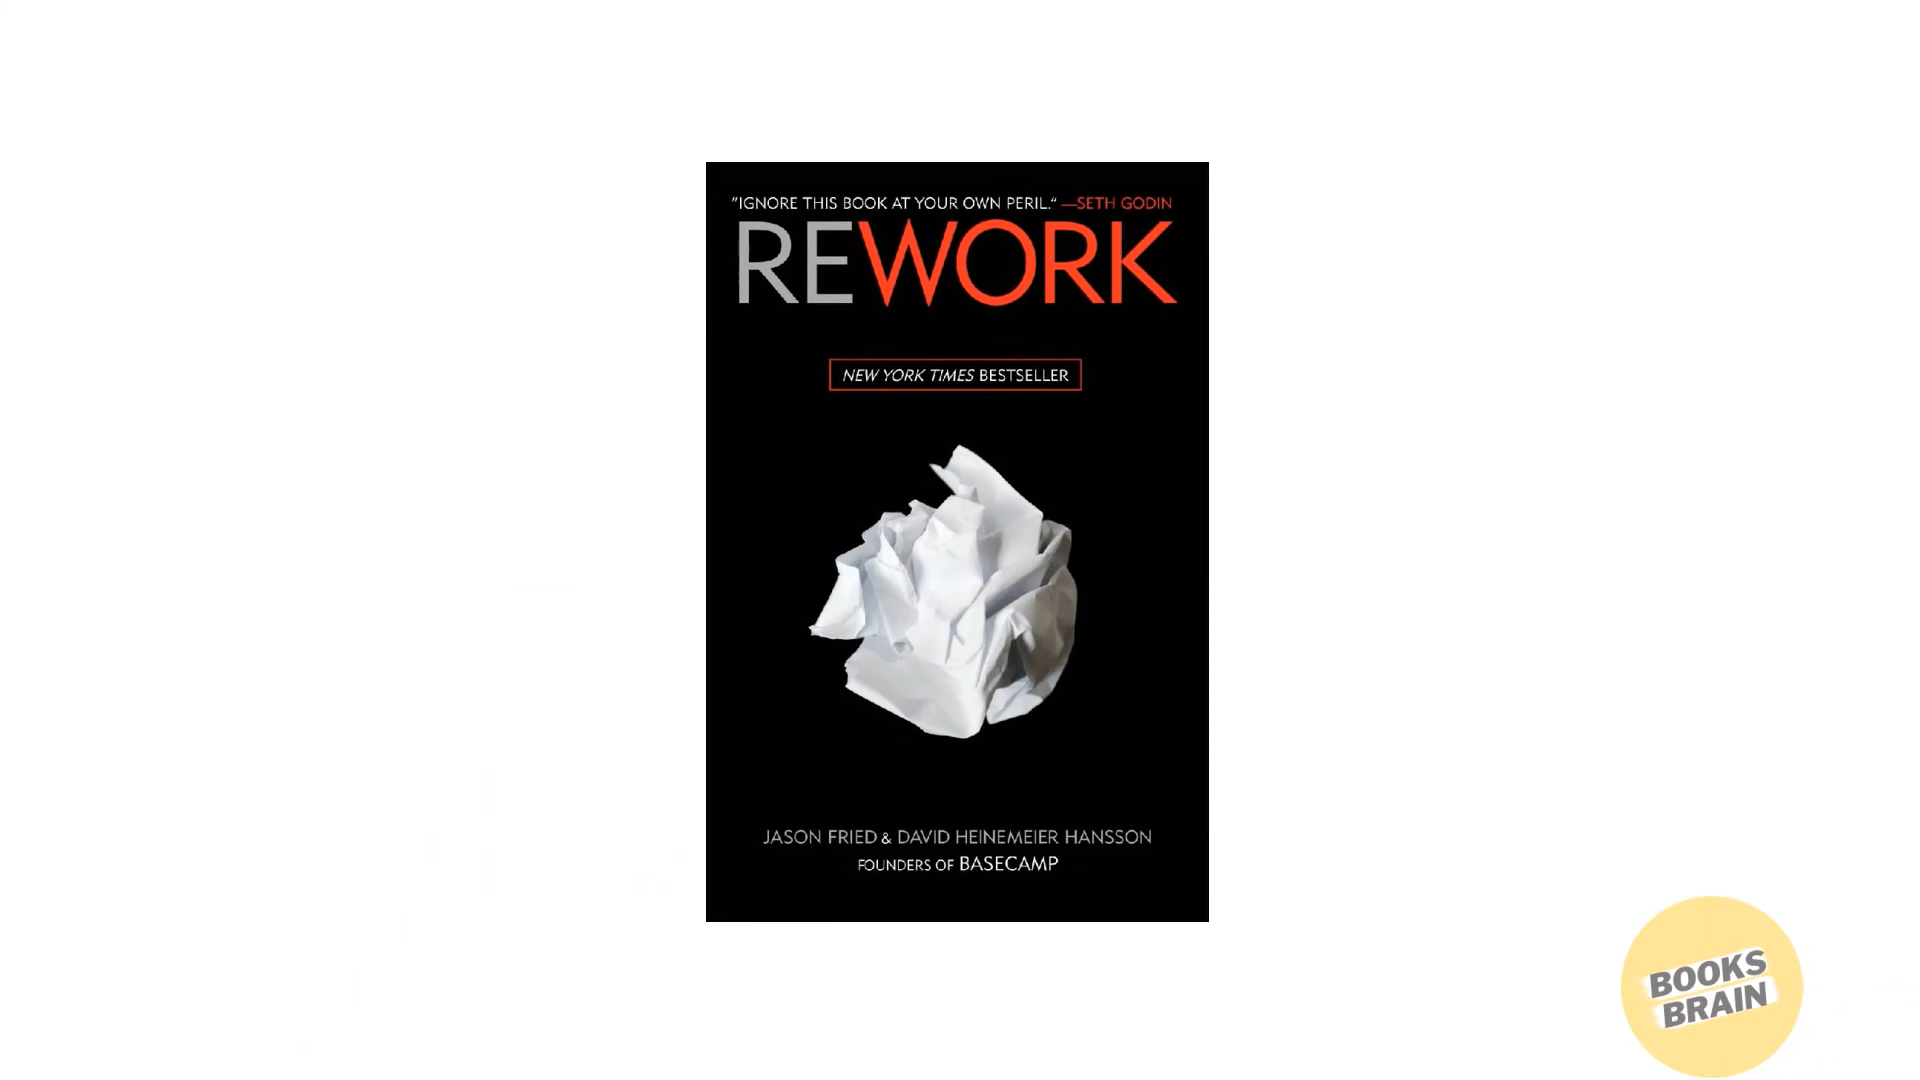 "IGNORE THIS BOOK AT YOUR OWN PERIL." —SETH GODIN
REWORK
NEW YORK TIMES BESTSELLER
JASON FRIED & DAVID HEINEMEIER HANSSON
FOUNDERS OF BASECAMP
BOOKS
BRAIN